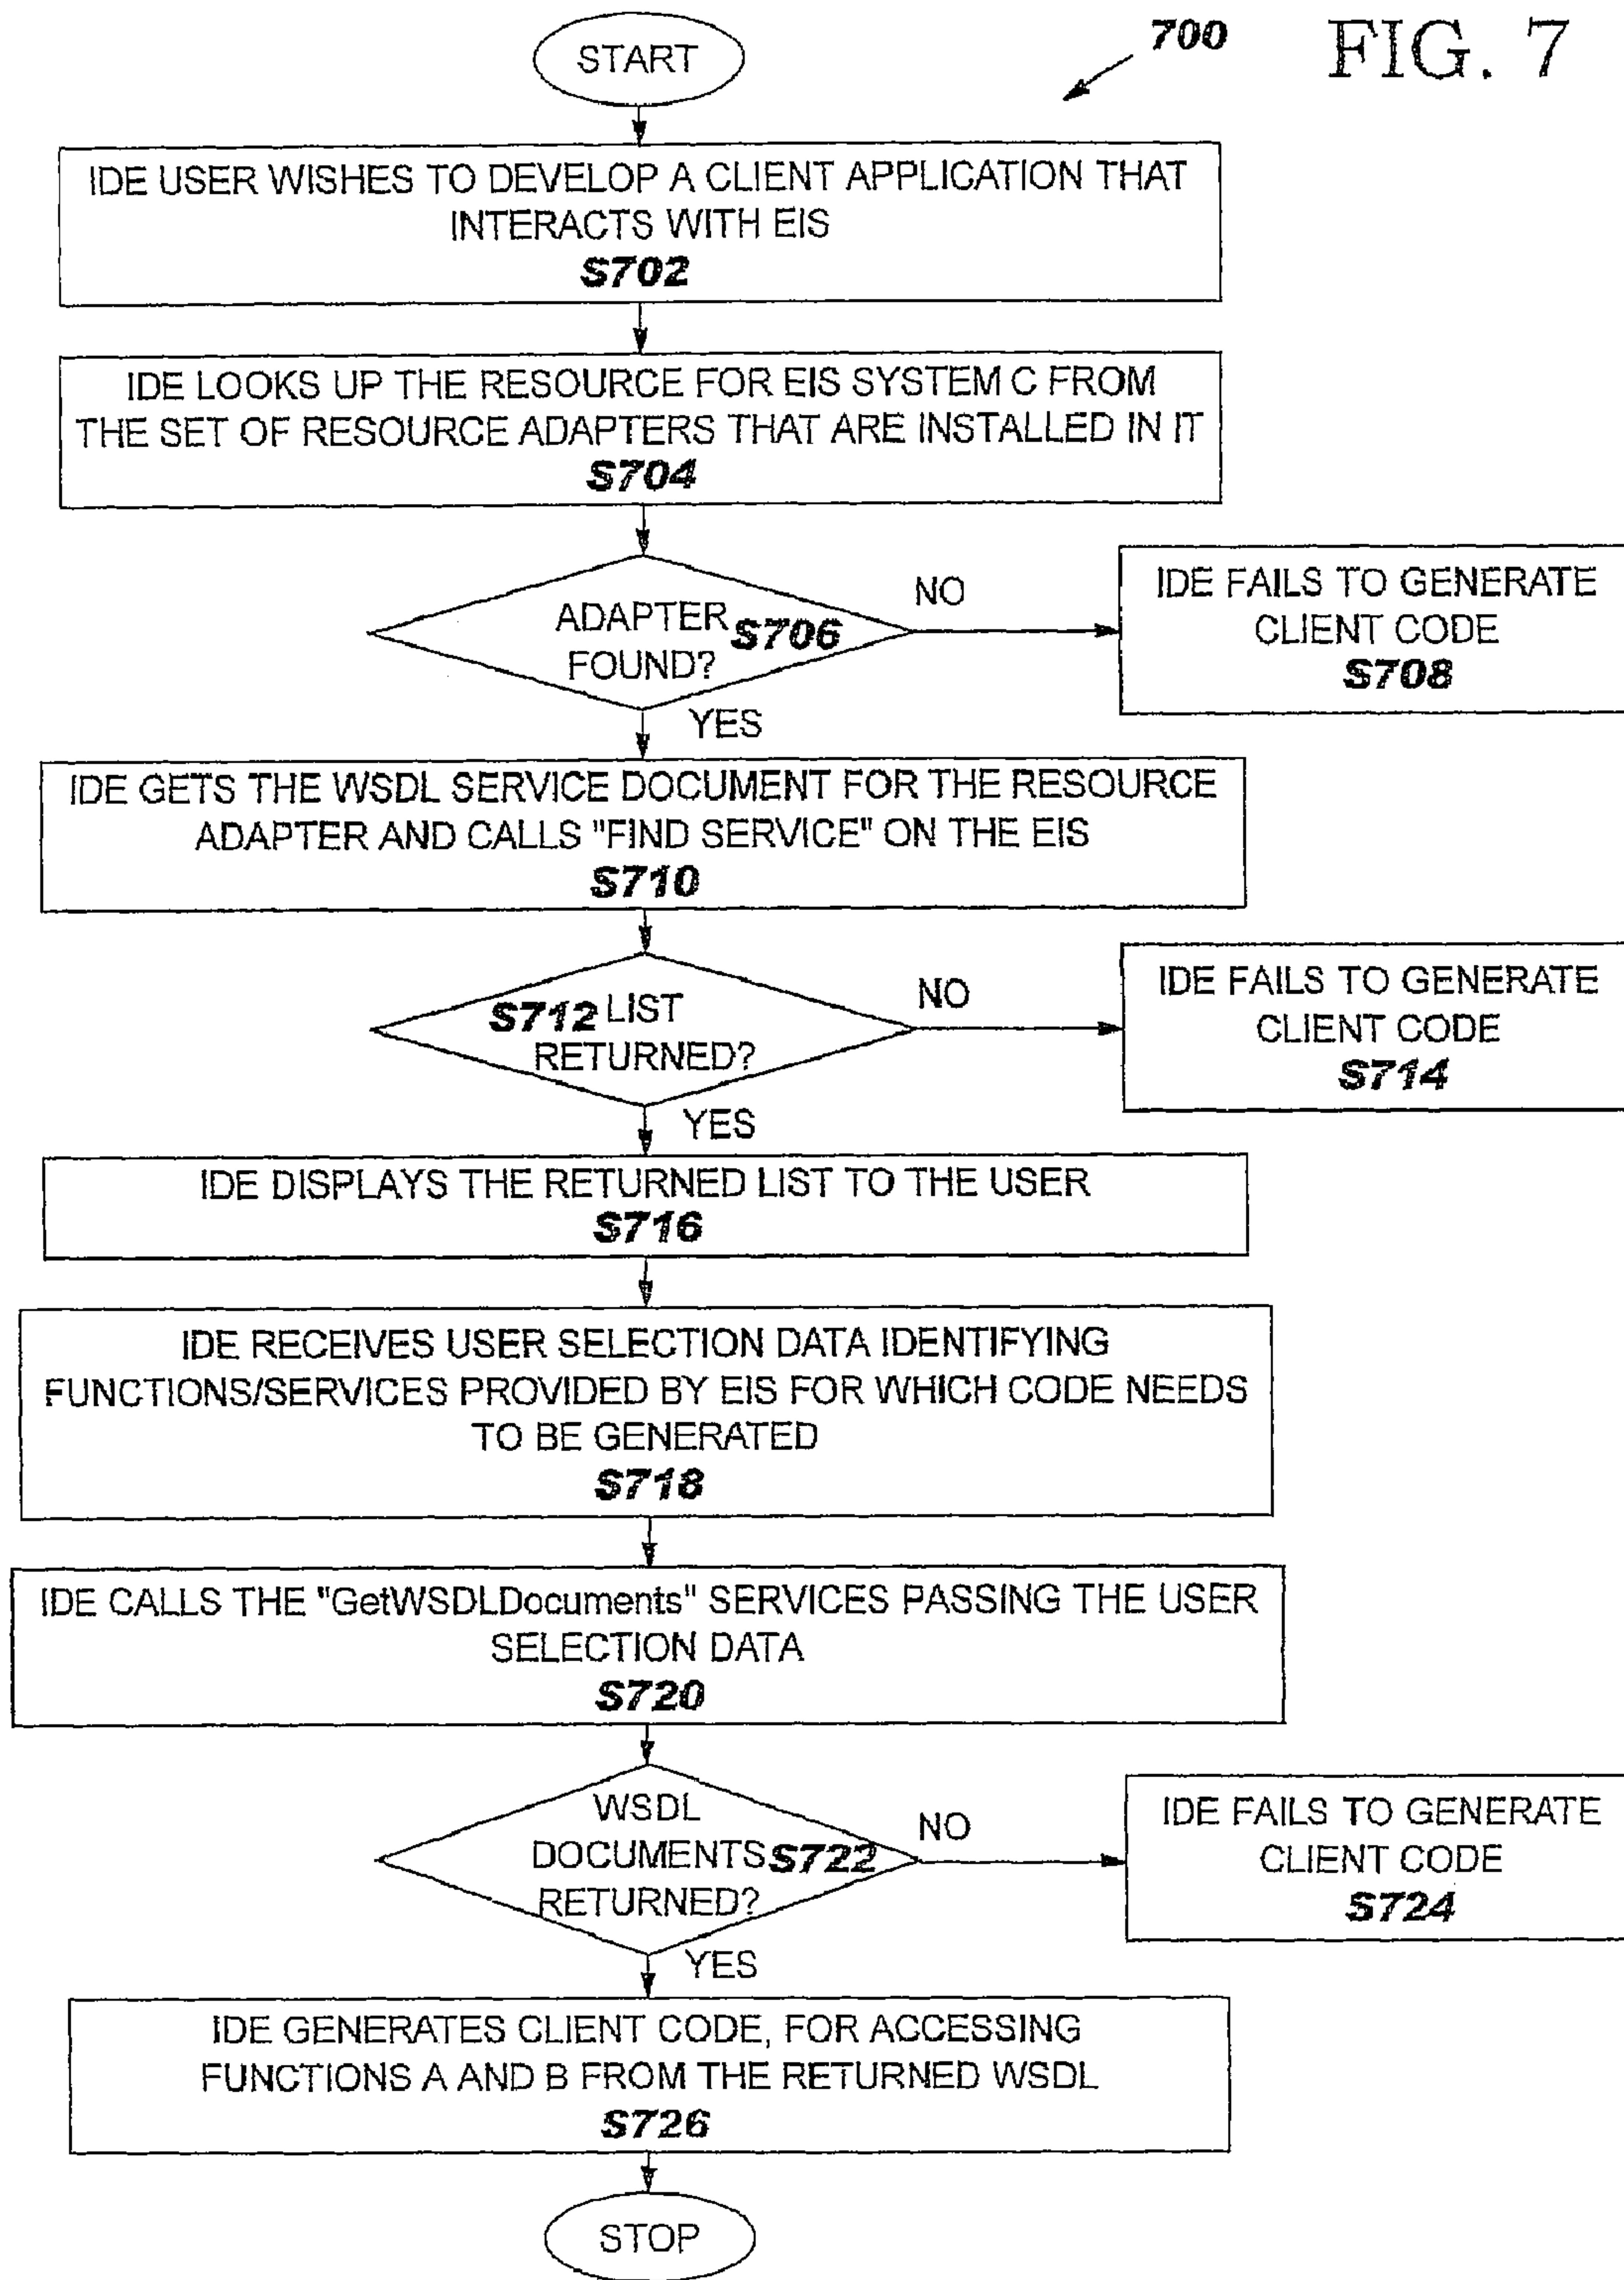 START
700
FIG. 7
IDE USER WISHES TO DEVELOP A CLIENT APPLICATION THAT
INTERACTS WITH EIS
S702
IDE LOOKS UP THE RESOURCE FOR EIS SYSTEM C FROM
THE SET OF RESOURCE ADAPTERS THAT ARE INSTALLED IN IT
S704
ADAPTER S706
FOUND?
NO
IDE FAILS TO GENERATE
CLIENT CODE
S708
YES
IDE GETS THE WSDL SERVICE DOCUMENT FOR THE RESOURCE
ADAPTER AND CALLS "FIND SERVICE" ON THE EIS
S710
S712 LIST
RETURNED?
NO
IDE FAILS TO GENERATE
CLIENT CODE
S714
YES
IDE DISPLAYS THE RETURNED LIST TO THE USER
S716
IDE RECEIVES USER SELECTION DATA IDENTIFYING
FUNCTIONS/SERVICES PROVIDED BY EIS FOR WHICH CODE NEEDS
TO BE GENERATED
S718
IDE CALLS THE "GetWSDLDocuments" SERVICES PASSING THE USER
SELECTION DATA
S720
WSDL
DOCUMENTS S722
RETURNED?
NO
IDE FAILS TO GENERATE
CLIENT CODE
S724
YES
IDE GENERATES CLIENT CODE, FOR ACCESSING
FUNCTIONS A AND B FROM THE RETURNED WSDL
S726
STOP